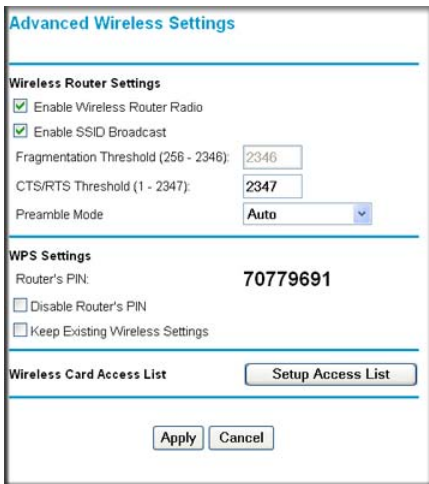 Advanced Wireless Settings
Wireless Router Settings
Enable Wireless Router Radio
Enable SSID Broadcast
Fragmentation Threshold (256 - 2346): 2346
CTS/RTS Threshold (1 - 2347): 2347
Preamble Mode Auto
WPS Settings
Router's PIN: 70779691
Disable Router's PIN
Keep Existing Wireless Settings
Wireless Card Access List Setup Access List
Apply Cancel